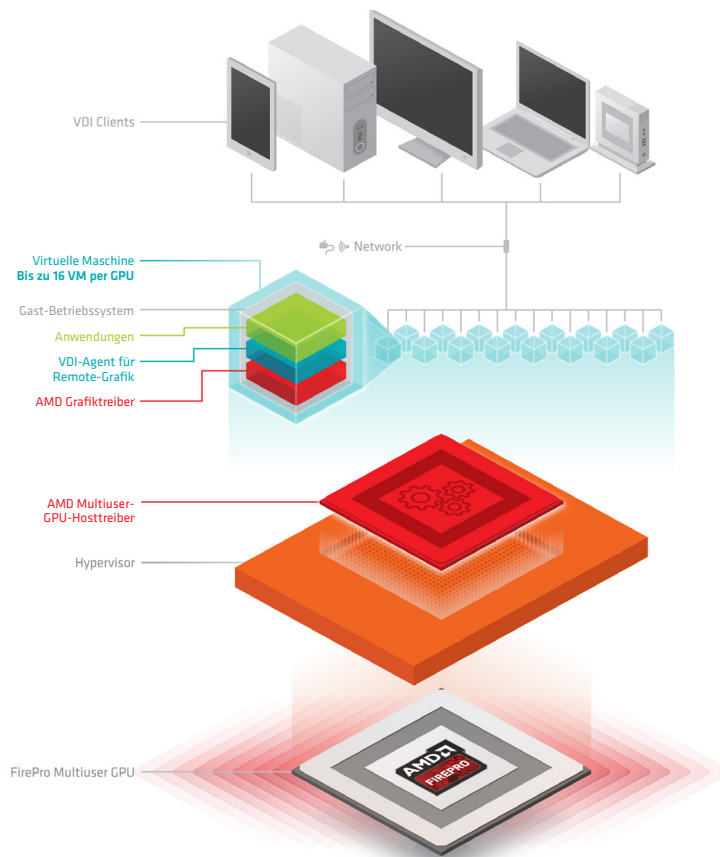 VDI Clients
Network
Virtuelle Maschine
Bis zu 16 VM per GPU
Gast-Betriebssystem
Anwendungen
VDI-Agent für
Remote-Grafik
AMD Grafiktreiber
AMD Multiuser-
GPU-Hosttreiber
Hypervisor
FirePro Multiuser GPU
AMD
FIREPRO